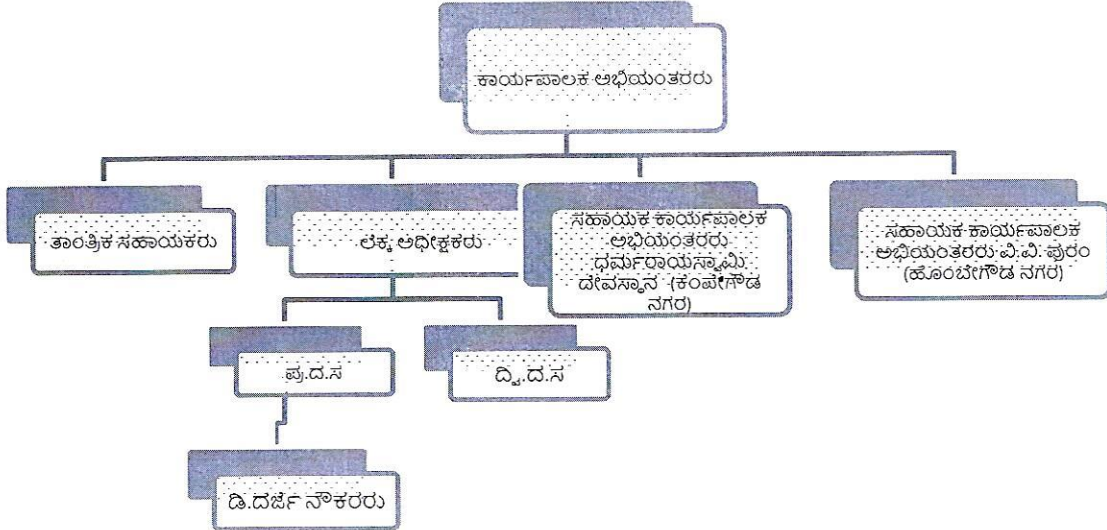 ಕಾರ್ಯಪಾಲಕ ಅಭಿಯಂತರರು
ತಾಂತ್ರಿಕ ಸಹಾಯಕರು
ಲೆಕ್ಕ ಅಧೀಕ್ಷಕರು
ಸಹಾಯಕ ಕಾರ್ಯಪಾಲಕ
ಅಭಿಯಂತರರು
ಧರ್ಮರಾಯಸ್ವಾಮಿ
ದೇವಸ್ಥಾನ (ಕೆಂಪೇಗೌಡ
ನಗರ)
ಸಹಾಯಕ ಕಾರ್ಯಪಾಲಕ
ಅಭಿಯಂತರರು ವಿ.ವಿ. ಪುರಂ
(ಹೊಂಬೇಗೌಡ ನಗರ)
ಪ್ರ.ದ.ಸ
ದ್ವಿ.ದ.ಸ
ಡಿ.ದರ್ಜೆ ನೌಕರರು